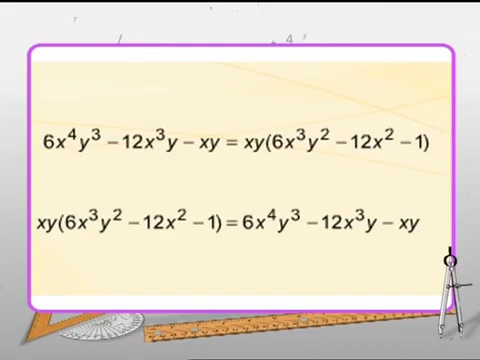 6x⁴y³ − 12x³y − xy = xy(6x³y² − 12x² − 1)
xy(6x³y² − 12x² − 1) = 6x⁴y³ − 12x³y − xy